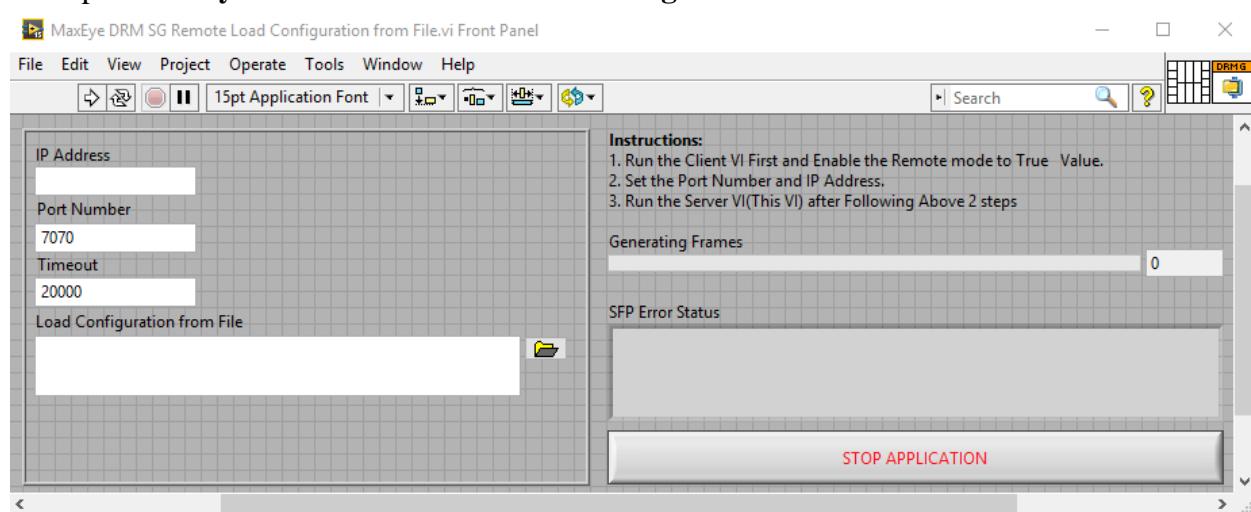 MaxEye DRM SG Remote Load Configuration from File.vi Front Panel
File Edit View Project Operate Tools Window Help
15pt Application Font
Search
DRMG
IP Address
Port Number
7070
Timeout
20000
Load Configuration from File
Instructions:
1. Run the Client VI First and Enable the Remote mode to True Value.
2. Set the Port Number and IP Address.
3. Run the Server VI(This VI) after Following Above 2 steps
Generating Frames
0
SFP Error Status
STOP APPLICATION